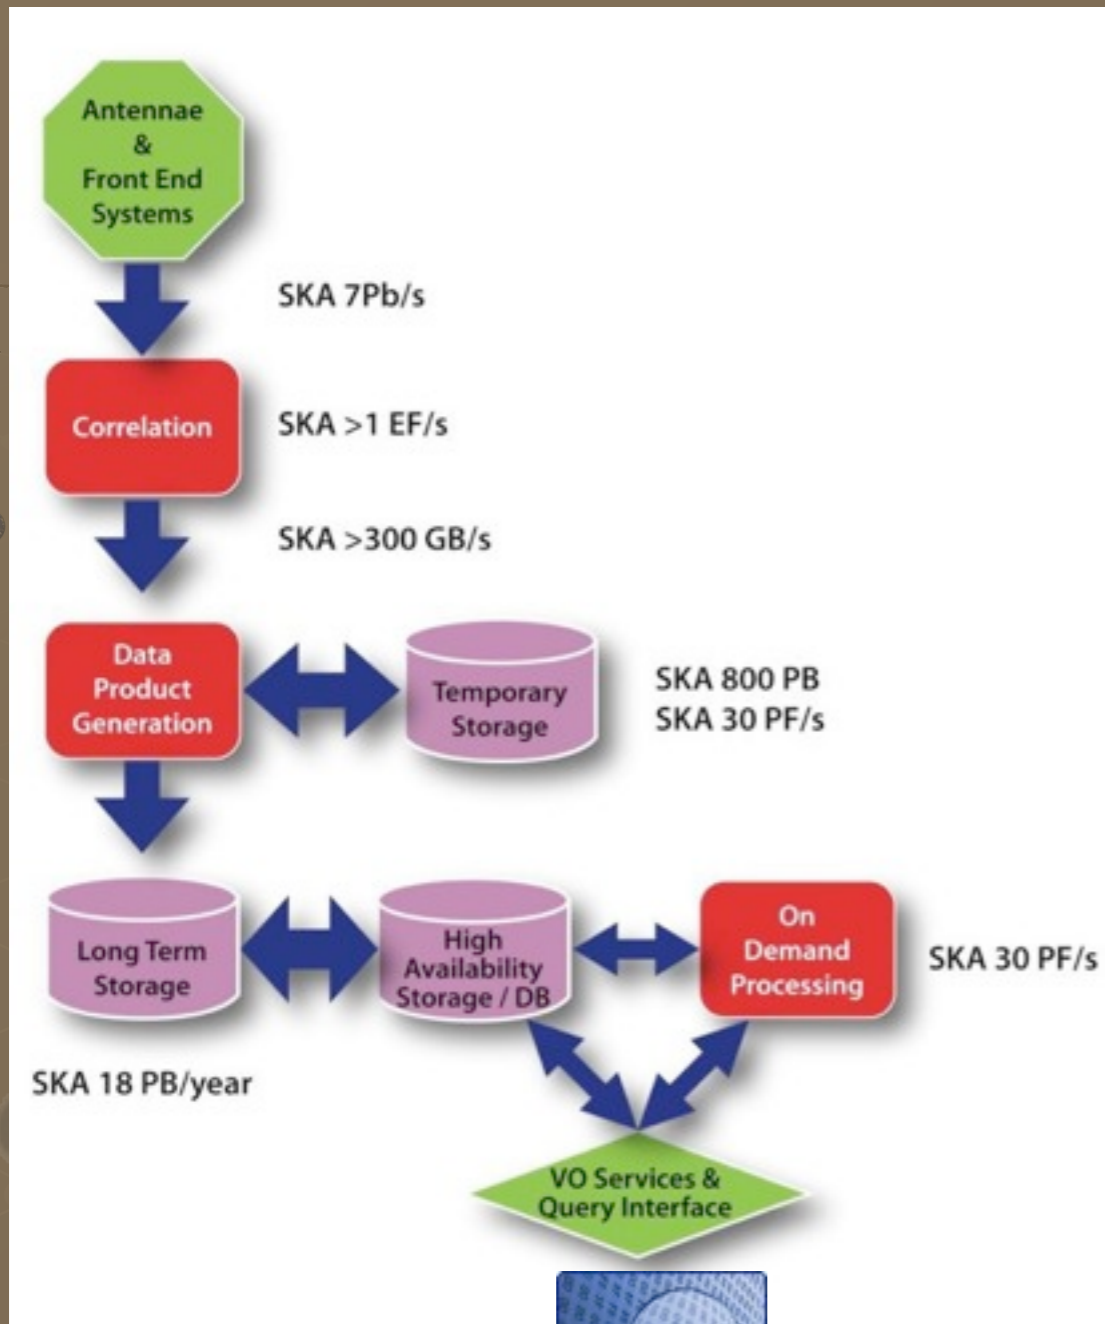 Antennae
&
Front End
Systems
SKA 7Pb/s
Correlation
SKA >1 EF/s
SKA >300 GB/s
Data
Product
Generation
Temporary
Storage
SKA 800 PB
SKA 30 PF/s
Long Term
Storage
High
Availability
Storage / DB
On
Demand
Processing
SKA 30 PF/s
SKA 18 PB/year
VO Services &
Query Interface